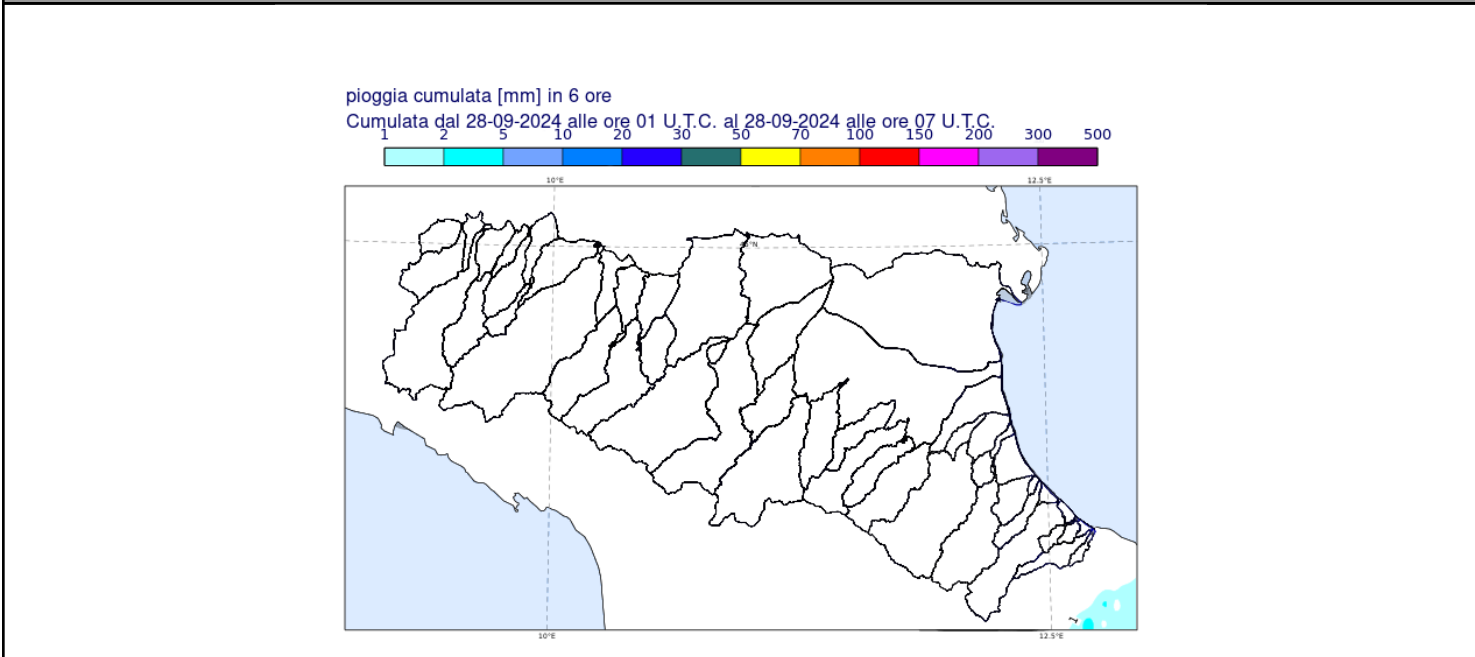 pioggia cumulata [mm] in 6 ore
Cumulata dal 28-09-2024 alle ore 01 U.T.C. al 28-09-2024 alle ore 07 U.T.C.
1 2 5 10 20 30 50 70 100 150 200 300 500
10°E 12.5°E
10°E 12.5°E